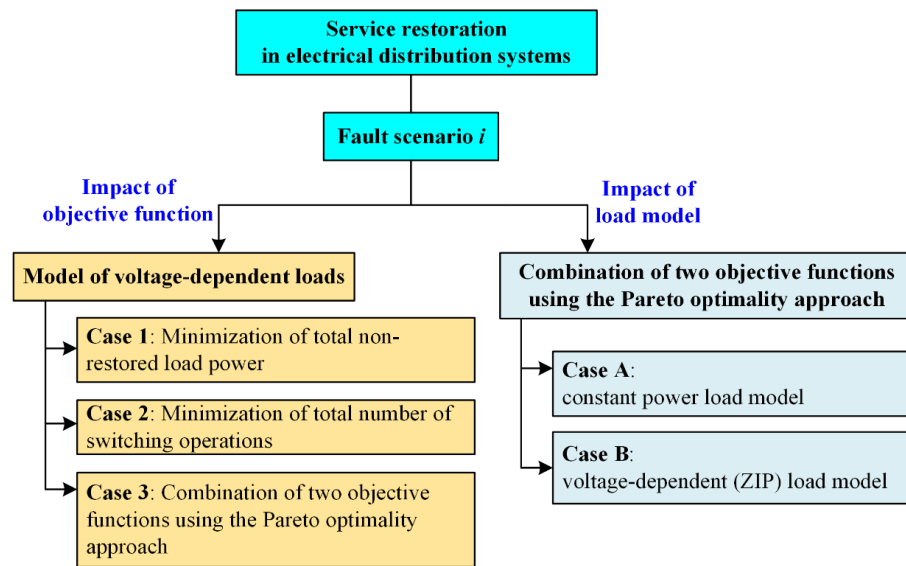 Service restoration
in electrical distribution systems
Fault scenario i
Impact of
objective function
Impact of
load model
Model of voltage-dependent loads
Case 1: Minimization of total non-
restored load power
Case 2: Minimization of total number of
switching operations
Case 3: Combination of two objective
functions using the Pareto optimality
approach
Combination of two objective functions
using the Pareto optimality approach
Case A:
constant power load model
Case B:
voltage-dependent (ZIP) load model